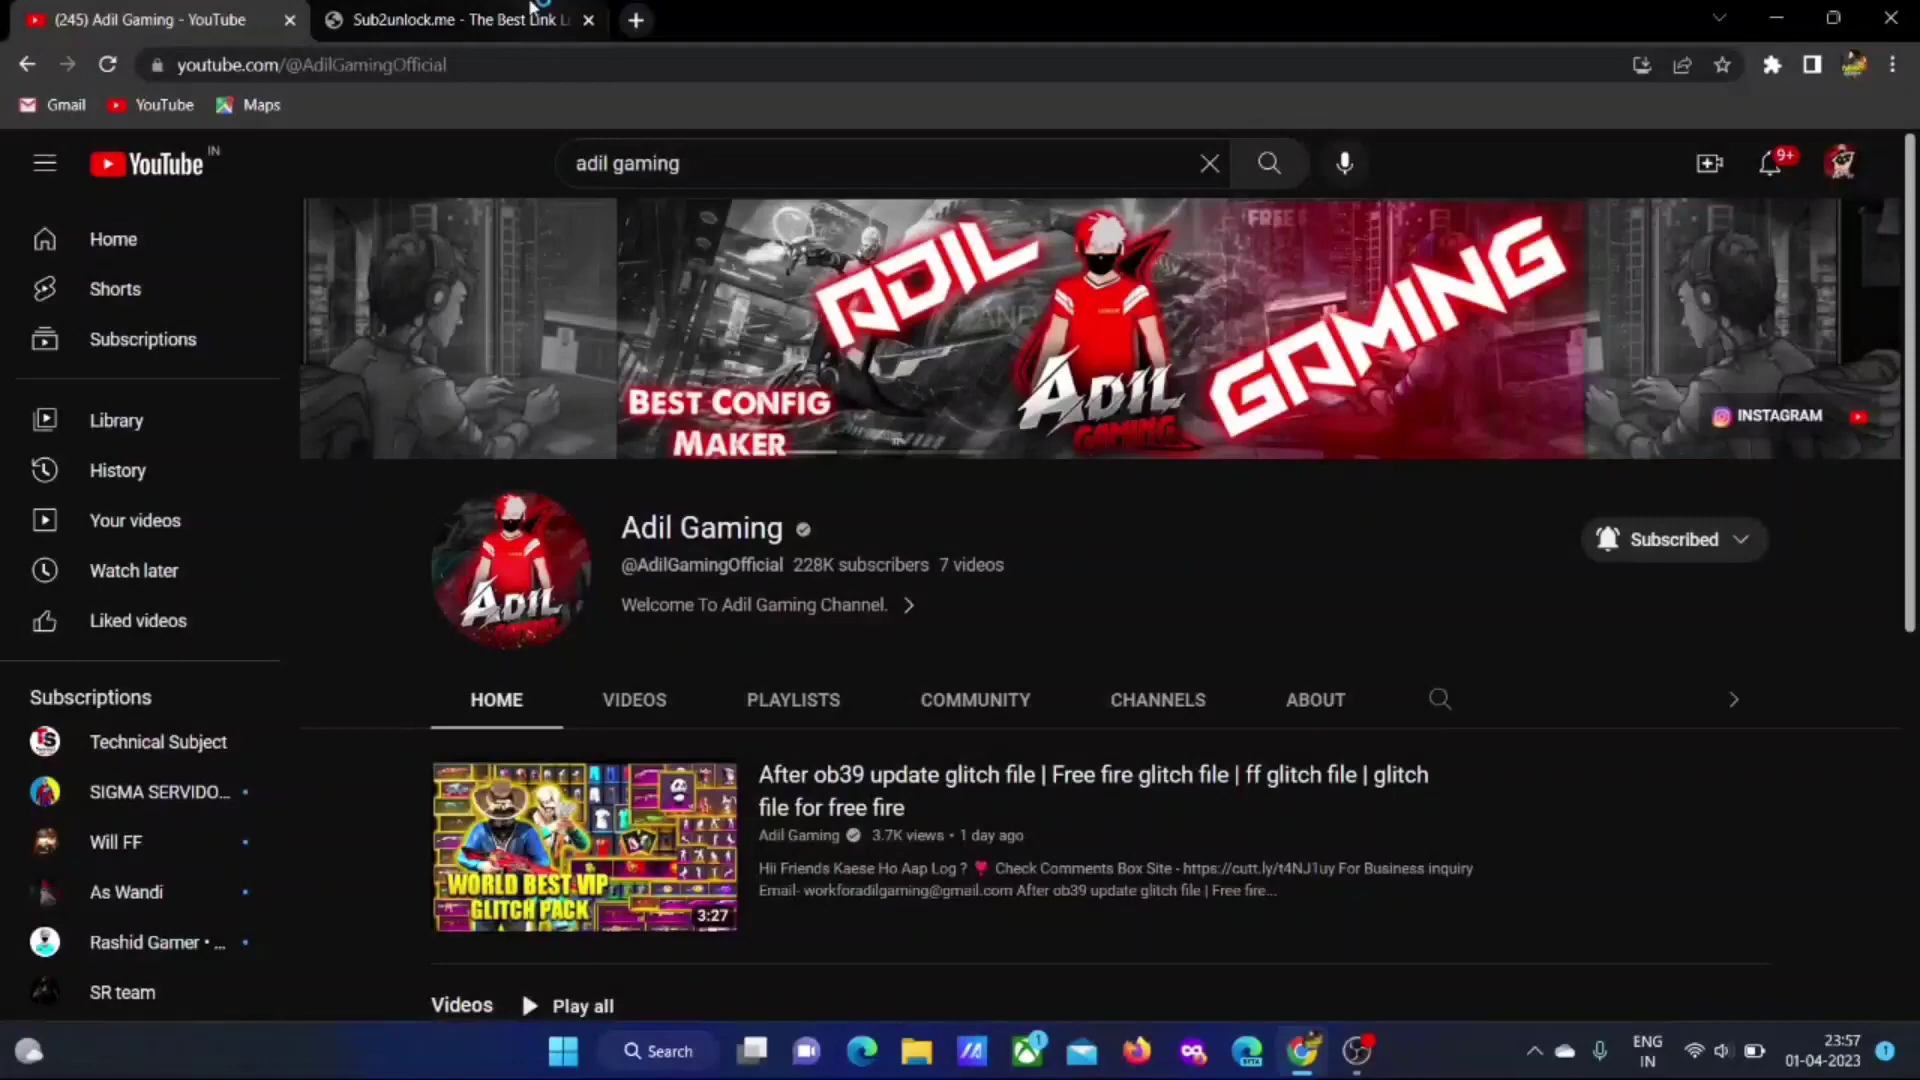 (245) Adil Gaming - YouTube
Sub2unlock.me - The Best Link L
youtube.com/@AdilGamingOfficial
Gmail
YouTube
Maps
YouTube IN
adil gaming
9+
Home
Shorts
Subscriptions
Library
History
Your videos
Watch later
Liked videos
Subscriptions
Technical Subject
SIGMA SERVIDO...
Will FF
As Wandi
Rashid Gamer • ...
SR team
ADIL
GAMING
BEST CONFIG
MAKER
ADIL
GAMING
INSTAGRAM
ADIL
Adil Gaming
@AdilGamingOfficial 228K subscribers 7 videos
Welcome To Adil Gaming Channel.
Subscribed
HOME
VIDEOS
PLAYLISTS
COMMUNITY
CHANNELS
ABOUT
WORLD BEST VIP
GLITCH PACK
3:27
After ob39 update glitch file | Free fire glitch file | ff glitch file | glitch
file for free fire
Adil Gaming 3.7K views • 1 day ago
Hii Friends Kaese Ho Aap Log ? Check Comments Box Site - https://cutt.ly/t4NJ1uy For Business inquiry
Email- workforadilgaming@gmail.com After ob39 update glitch file | Free fire...
Videos
Play all
Search
1
ENG
IN
23:57
01-04-2023
1